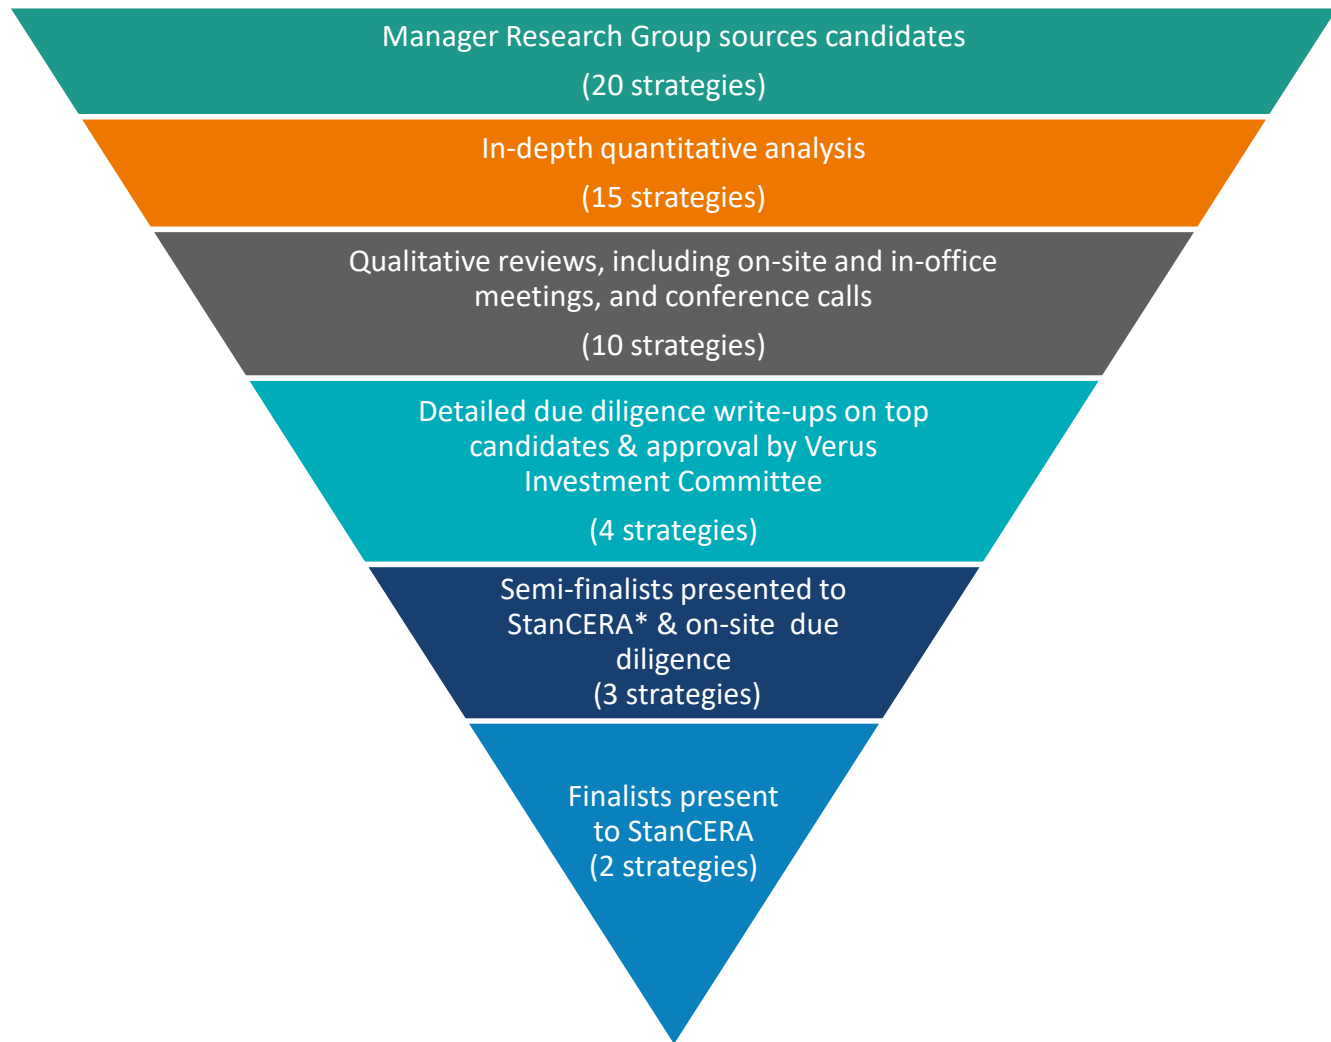 Manager Research Group sources candidates
(20 strategies)
In-depth quantitative analysis
(15 strategies)
Qualitative reviews, including on-site and in-office
meetings, and conference calls
(10 strategies)
Detailed due diligence write-ups on top
candidates & approval by Verus
Investment Committee
(4 strategies)
Semi-finalists presented to
StanCERA* & on-site  due
diligence
(3 strategies)
Finalists present
to StanCERA
(2 strategies)